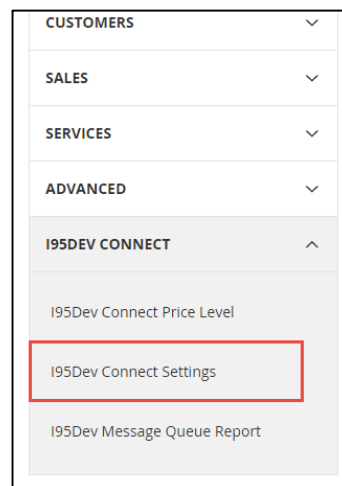 CUSTOMERS
SALES
SERVICES
ADVANCED
I95DEV CONNECT
I95Dev Connect Price Level
I95Dev Connect Settings
I95Dev Message Queue Report